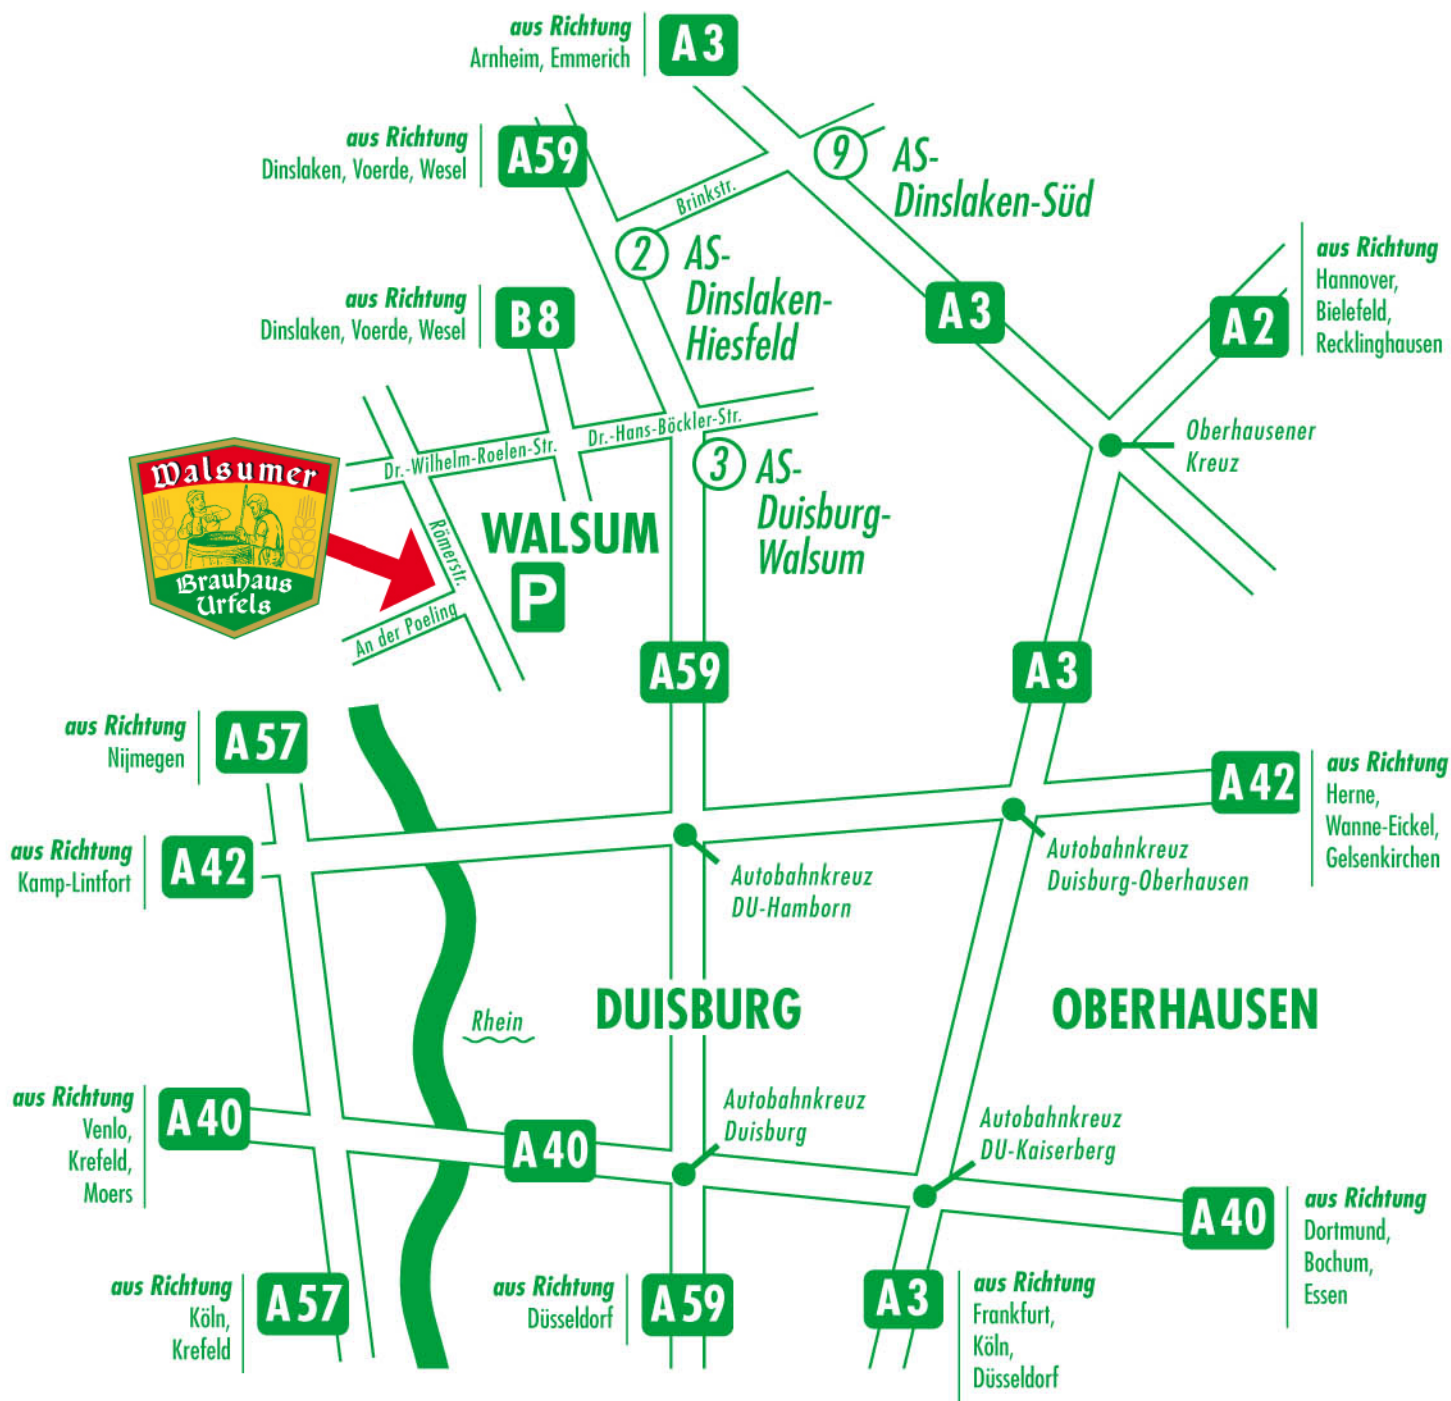 aus Richtung
Arnheim, Emmerich
A3
aus Richtung
Dinslaken, Voerde, Wesel
A59
9
AS-
Dinslaken-Süd
Brinkstr.
2
AS-
Dinslaken-
Hiesfeld
aus Richtung
Dinslaken, Voerde, Wesel
B8
A3
A2
aus Richtung
Hannover,
Bielefeld,
Recklinghausen
Oberhausener
Kreuz
Dr.-Wilhelm-Roelen-Str.
Dr.-Hans-Böckler-Str.
3
AS-
Duisburg-
Walsum
Walsumer
Brauhaus
Urfels
Römerstr.
An der Poeling
WALSUM
P
A59
A3
aus Richtung
Nijmegen
A57
aus Richtung
Kamp-Lintfort
A42
A42
aus Richtung
Herne,
Wanne-Eickel,
Gelsenkirchen
Autobahnkreuz
DU-Hamborn
Autobahnkreuz
Duisburg-Oberhausen
Rhein
DUISBURG
OBERHAUSEN
aus Richtung
Venlo,
Krefeld,
Moers
A40
A40
Autobahnkreuz
Duisburg
Autobahnkreuz
DU-Kaiserberg
A40
aus Richtung
Dortmund,
Bochum,
Essen
aus Richtung
Köln,
Krefeld
A57
aus Richtung
Düsseldorf
A59
A3
aus Richtung
Frankfurt,
Köln,
Düsseldorf